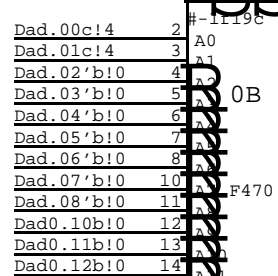 #-1f19c
Dad.00c!4 2 A0
Dad.01c!4 3 A1
Dad.02'b!0 4
Dad.03'b!0 5 0B
Dad.04'b!0 6
Dad.05'b!0 7
Dad.06'b!0 8
Dad.07'b!0 10 F470
Dad.08'b!0 11
Dad0.10b!0 12
Dad0.11b!0 13
Dad0.12b!0 14